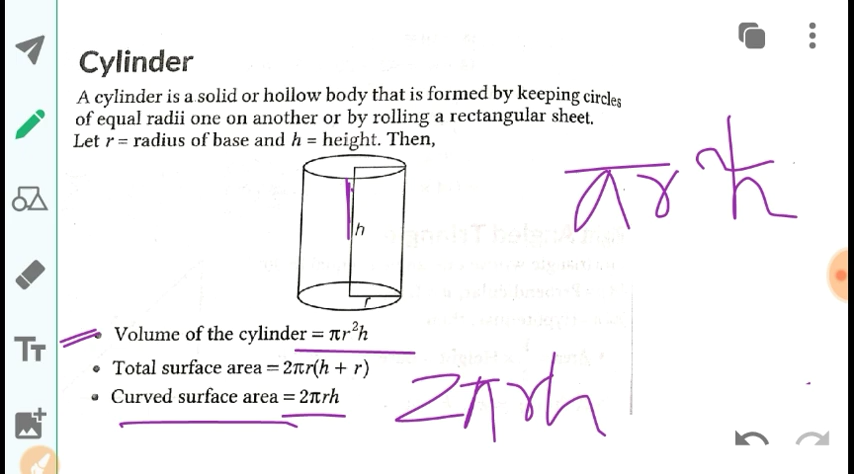 Cylinder
A cylinder is a solid or hollow body that is formed by keeping circles
of equal radii one on another or by rolling a rectangular sheet.
Let r = radius of base and h = height. Then,
πr²h
h
r
• Volume of the cylinder = πr²h
• Total surface area = 2πr(h + r)
• Curved surface area = 2πrh
2πrh
TT